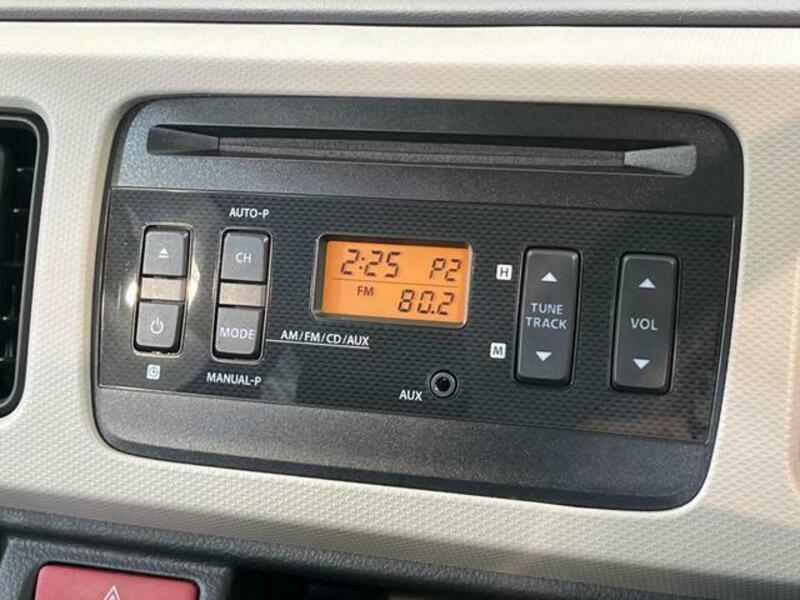 AUTO-P
CH
MODE
AM/FM/CD/AUX
MANUAL-P
2:25 P2
FM 80.2
AUX
H
M
TUNE
TRACK
VOL